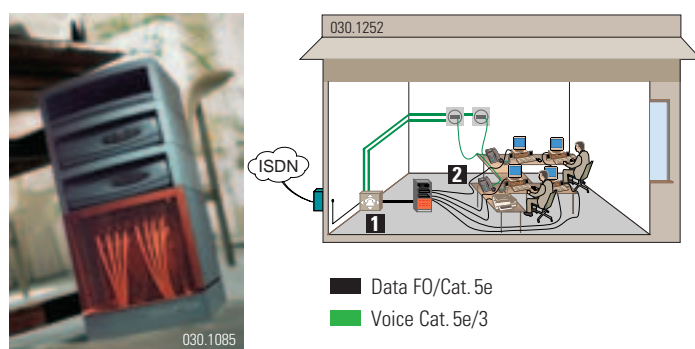 030.1085
030.1252
ISDN
1
2
Data FO/Cat. 5e
Voice Cat. 5e/3